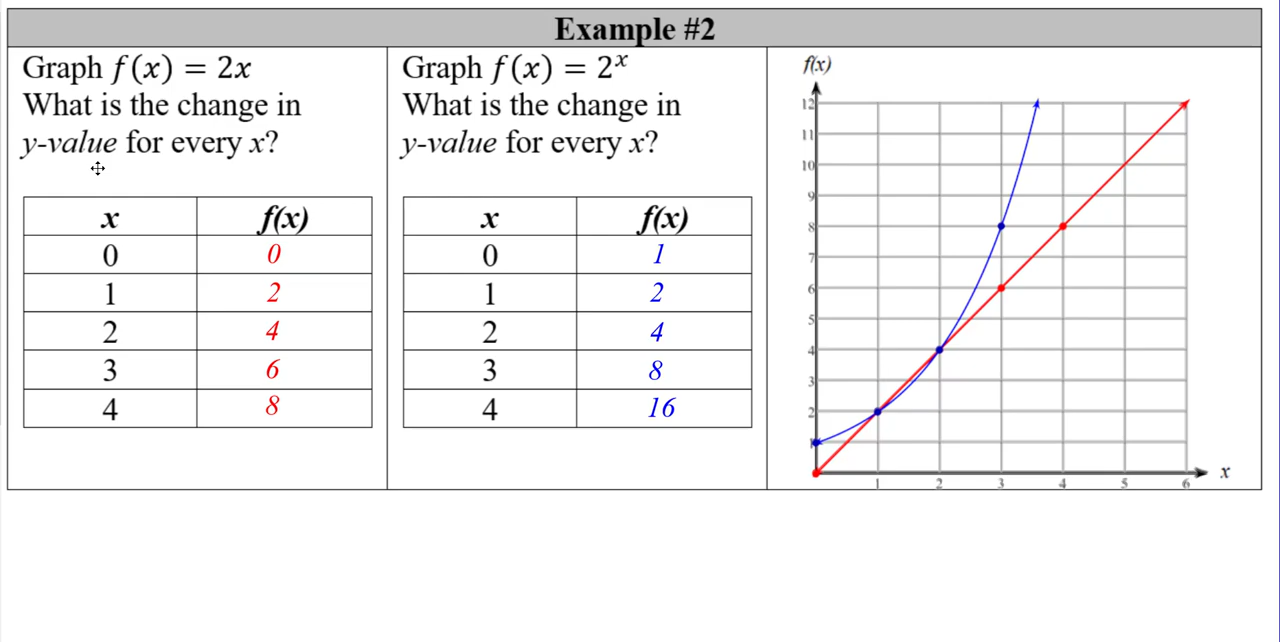 Example #2
Graph f(x) = 2x
What is the change in
y-value for every x?
x f(x)
0 0
1 2
2 4
3 6
4 8
Graph f(x) = 2ˣ
What is the change in
y-value for every x?
x f(x)
0 1
1 2
2 4
3 8
4 16
f(x)
12
11
10
9
8
7
6
5
4
3
2
1
x
1 2 3 4 5 6